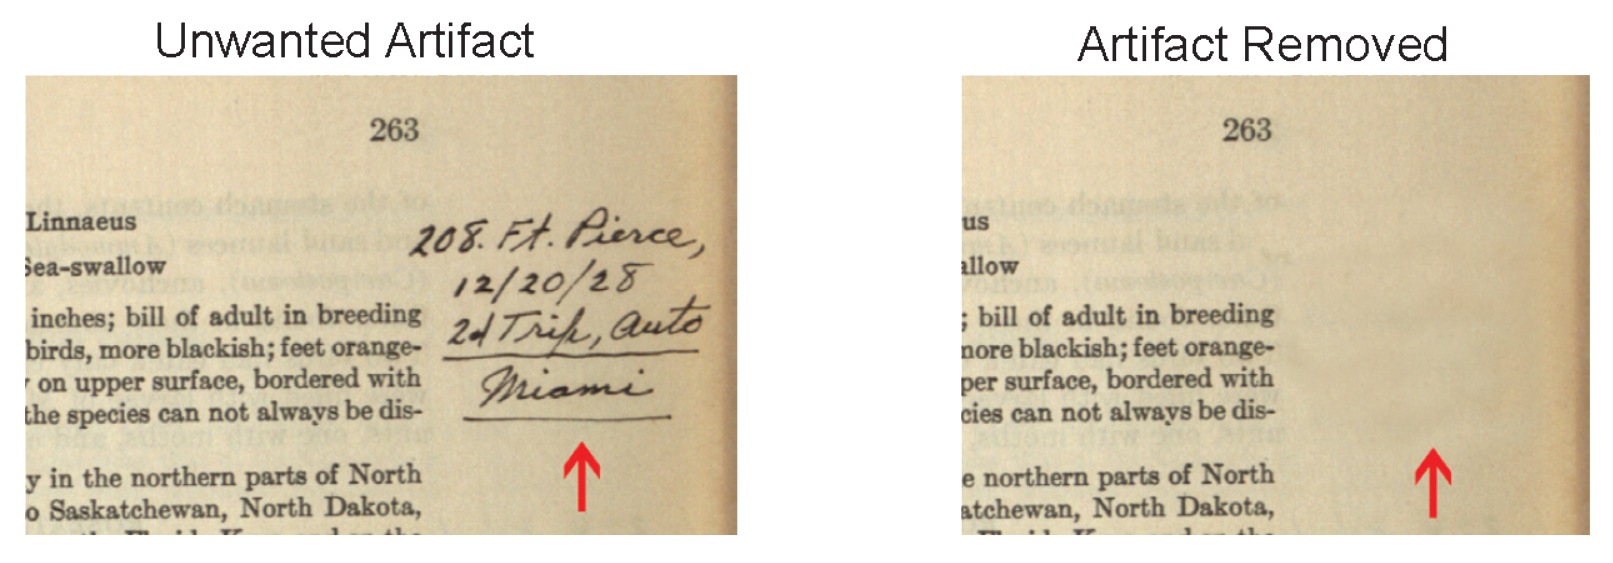 Unwanted Artifact
263
Linnaeus
Sea-swallow
inches; bill of adult in breeding
birds, more blackish; feet orange-
on upper surface, bordered with
the species can not always be dis-
y in the northern parts of North
o Saskatchewan, North Dakota,
208. Ft. Pierce,
12/20/28
2d Trip, Auto
Miami
Artifact Removed
263
us
allow
; bill of adult in breeding
more blackish; feet orange-
per surface, bordered with
cies can not always be dis-
e northern parts of North
atchewan, North Dakota,